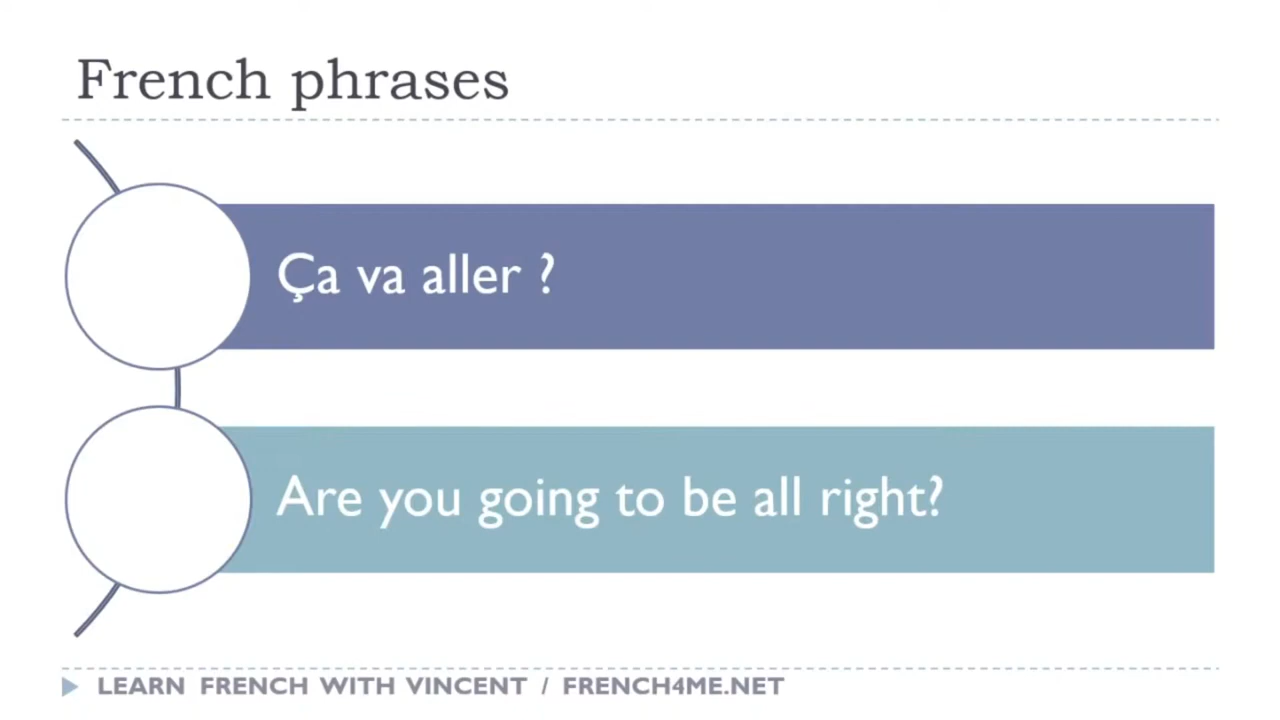 French phrases
Ça va aller ?
Are you going to be all right?
LEARN FRENCH WITH VINCENT / FRENCH4ME.NET